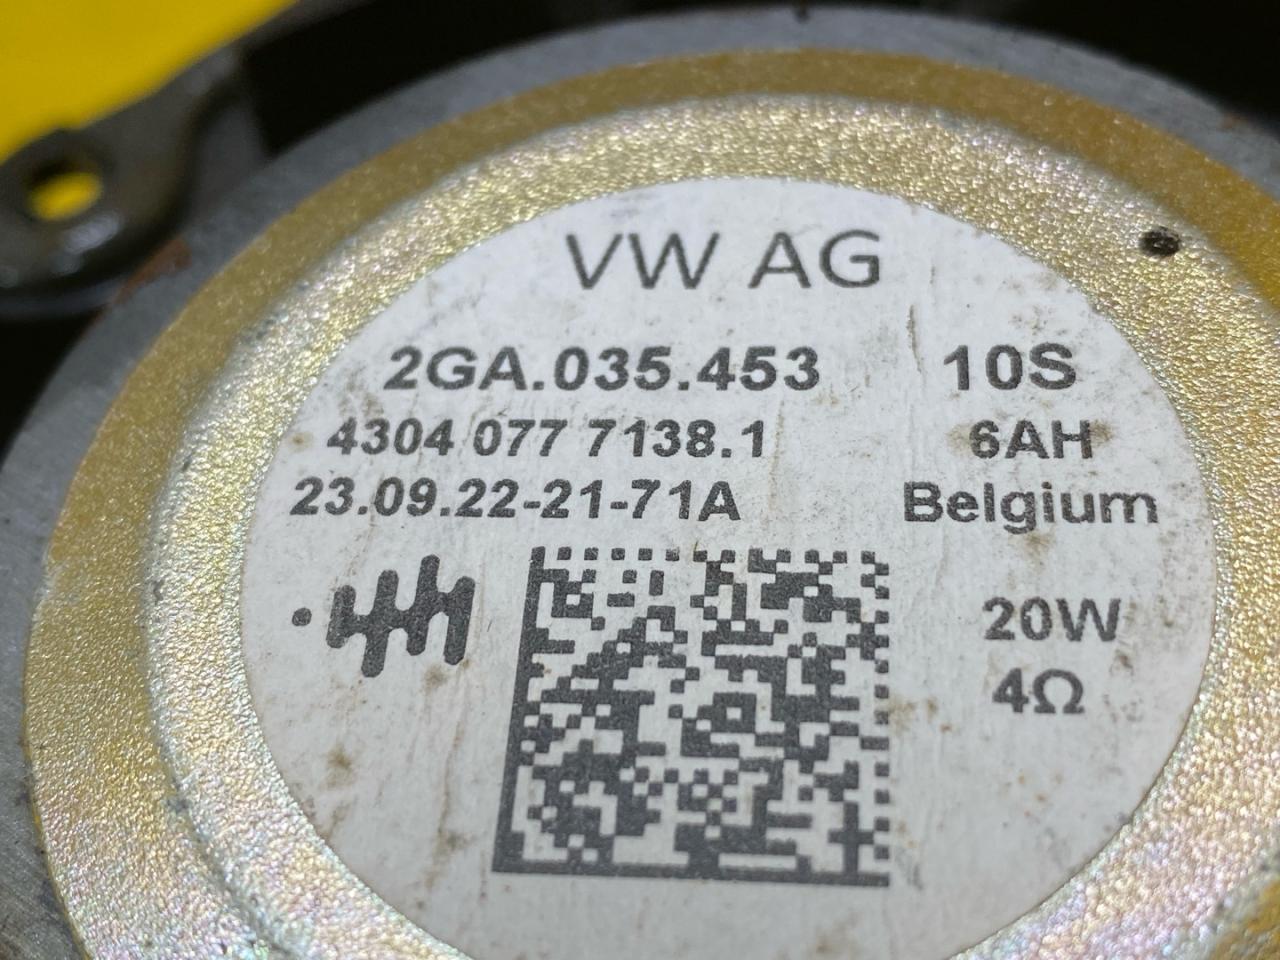 VW AG
2GA.035.453 10S
4304 077 7138.1 6AH
23.09.22-21-71A Belgium
20W
4Ω